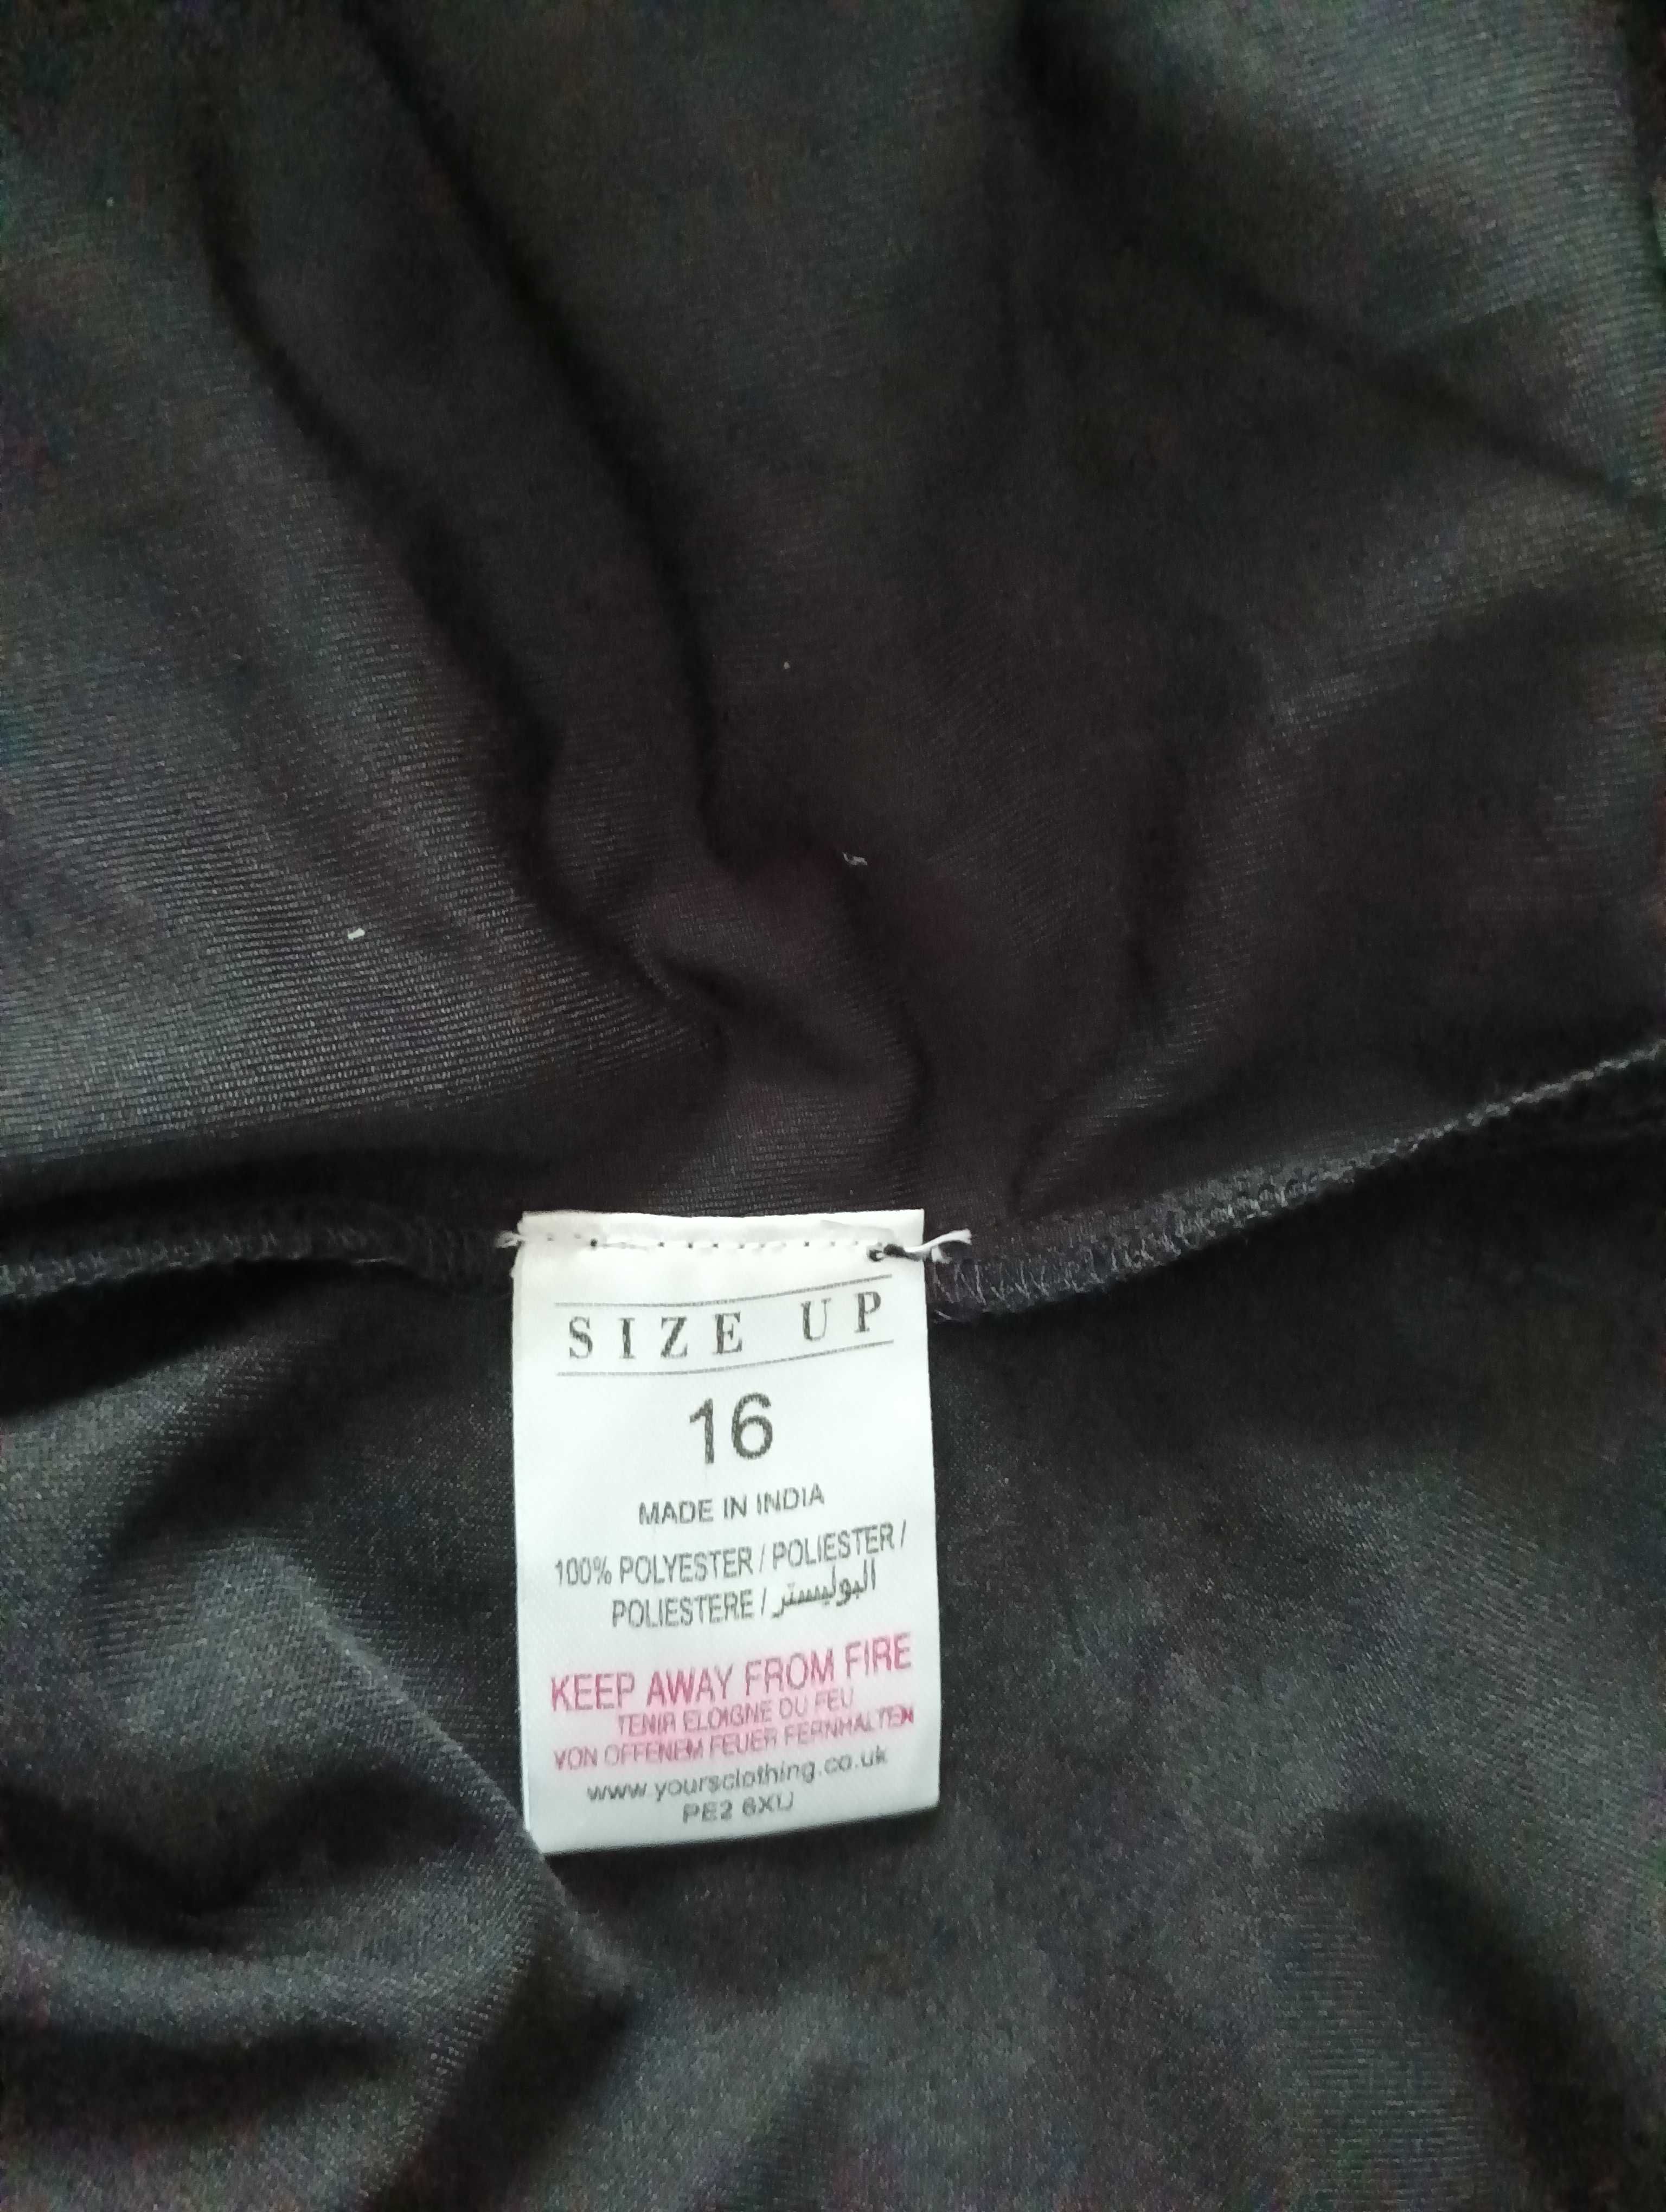 SIZE UP
16
MADE IN INDIA
100% POLYESTER / POLIESTER /
POLIESTERE / البوليستر
KEEP AWAY FROM FIRE
TENIR ELOIGNE DU FEU
VON OFFENEM FEUER FERNHALTEN
www.yoursclothing.co.uk
PE2 6XU